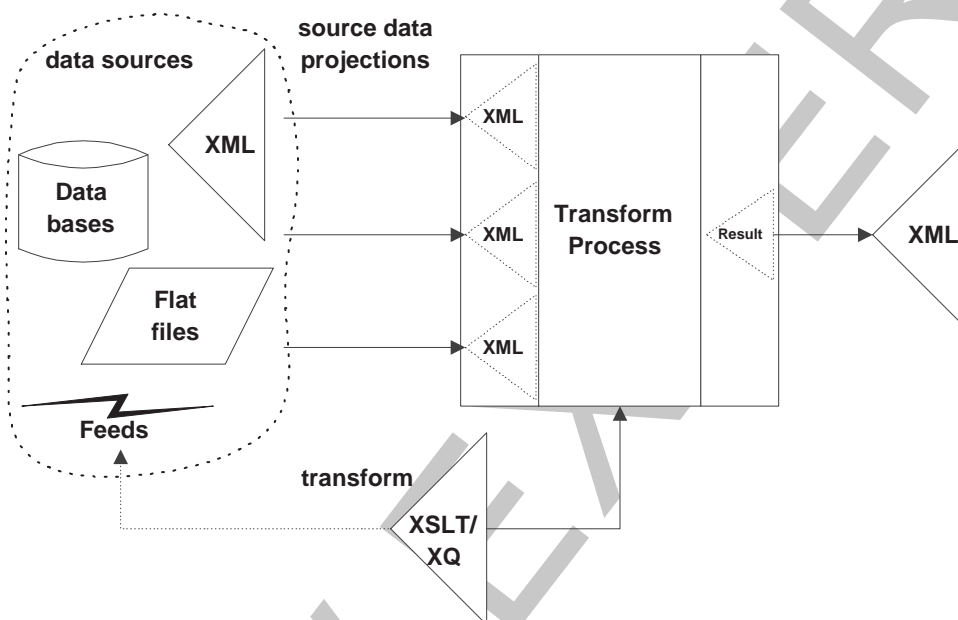 source data
projections
data sources
XML
Data
bases
Flat
files
Feeds
XML
XML
XML
Transform
Process
Result
XML
transform
XSLT/
XQ